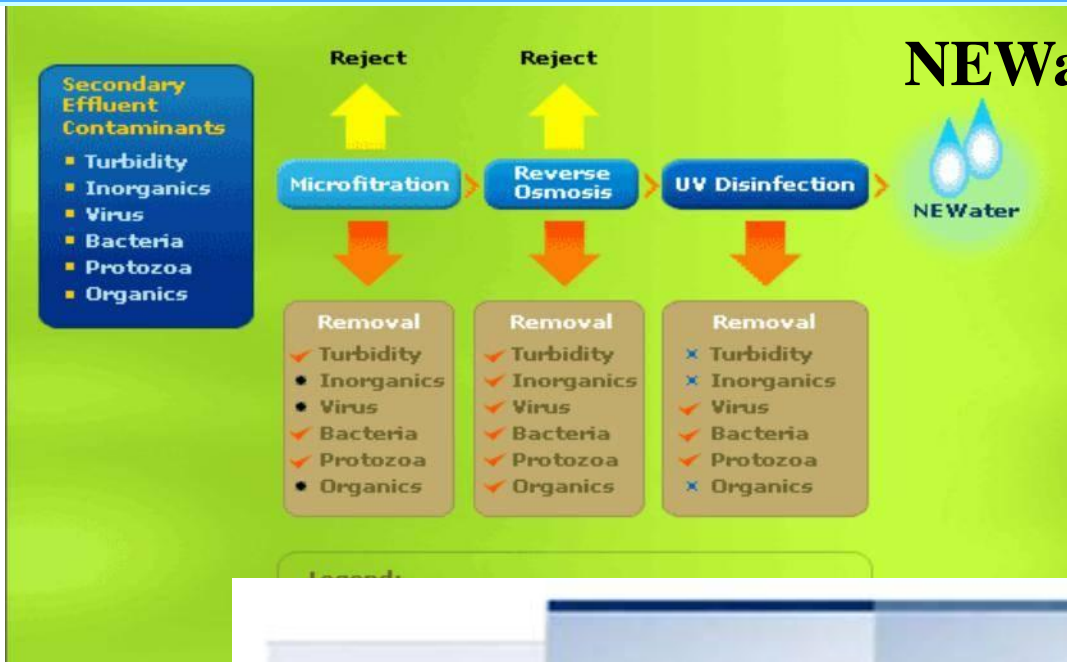 NEWa
Reject
Reject
Secondary
Effluent
Contaminants
Turbidity
Inorganics
Virus
Bacteria
Protozoa
Organics
Microfitration
Reverse
Osmosis
UV Disinfection
NEWater
Removal
Turbidity
Inorganics
Virus
Bacteria
Protozoa
Organics
Removal
Turbidity
Inorganics
Virus
Bacteria
Protozoa
Organics
Removal
Turbidity
Inorganics
Virus
Bacteria
Protozoa
Organics